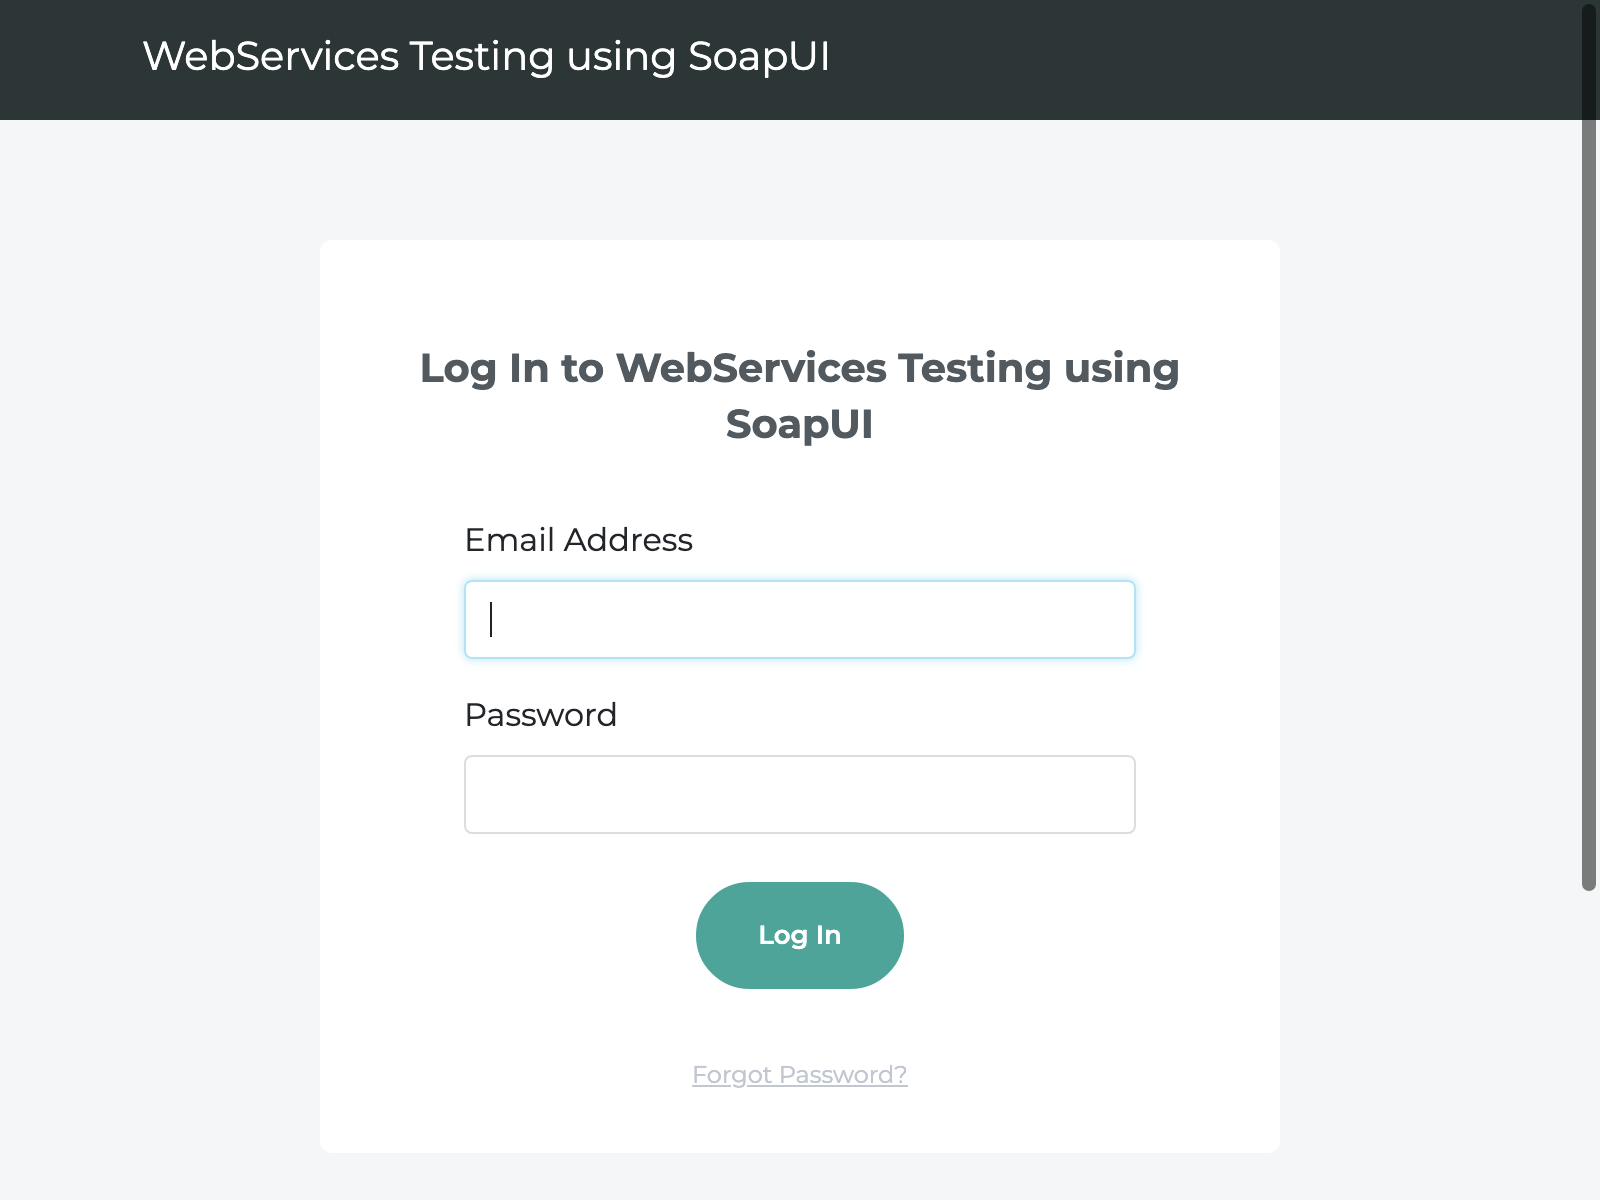 WebServices Testing using SoapUI
Log In to WebServices Testing using
SoapUI
Email Address
Password
Log In
Forgot Password?